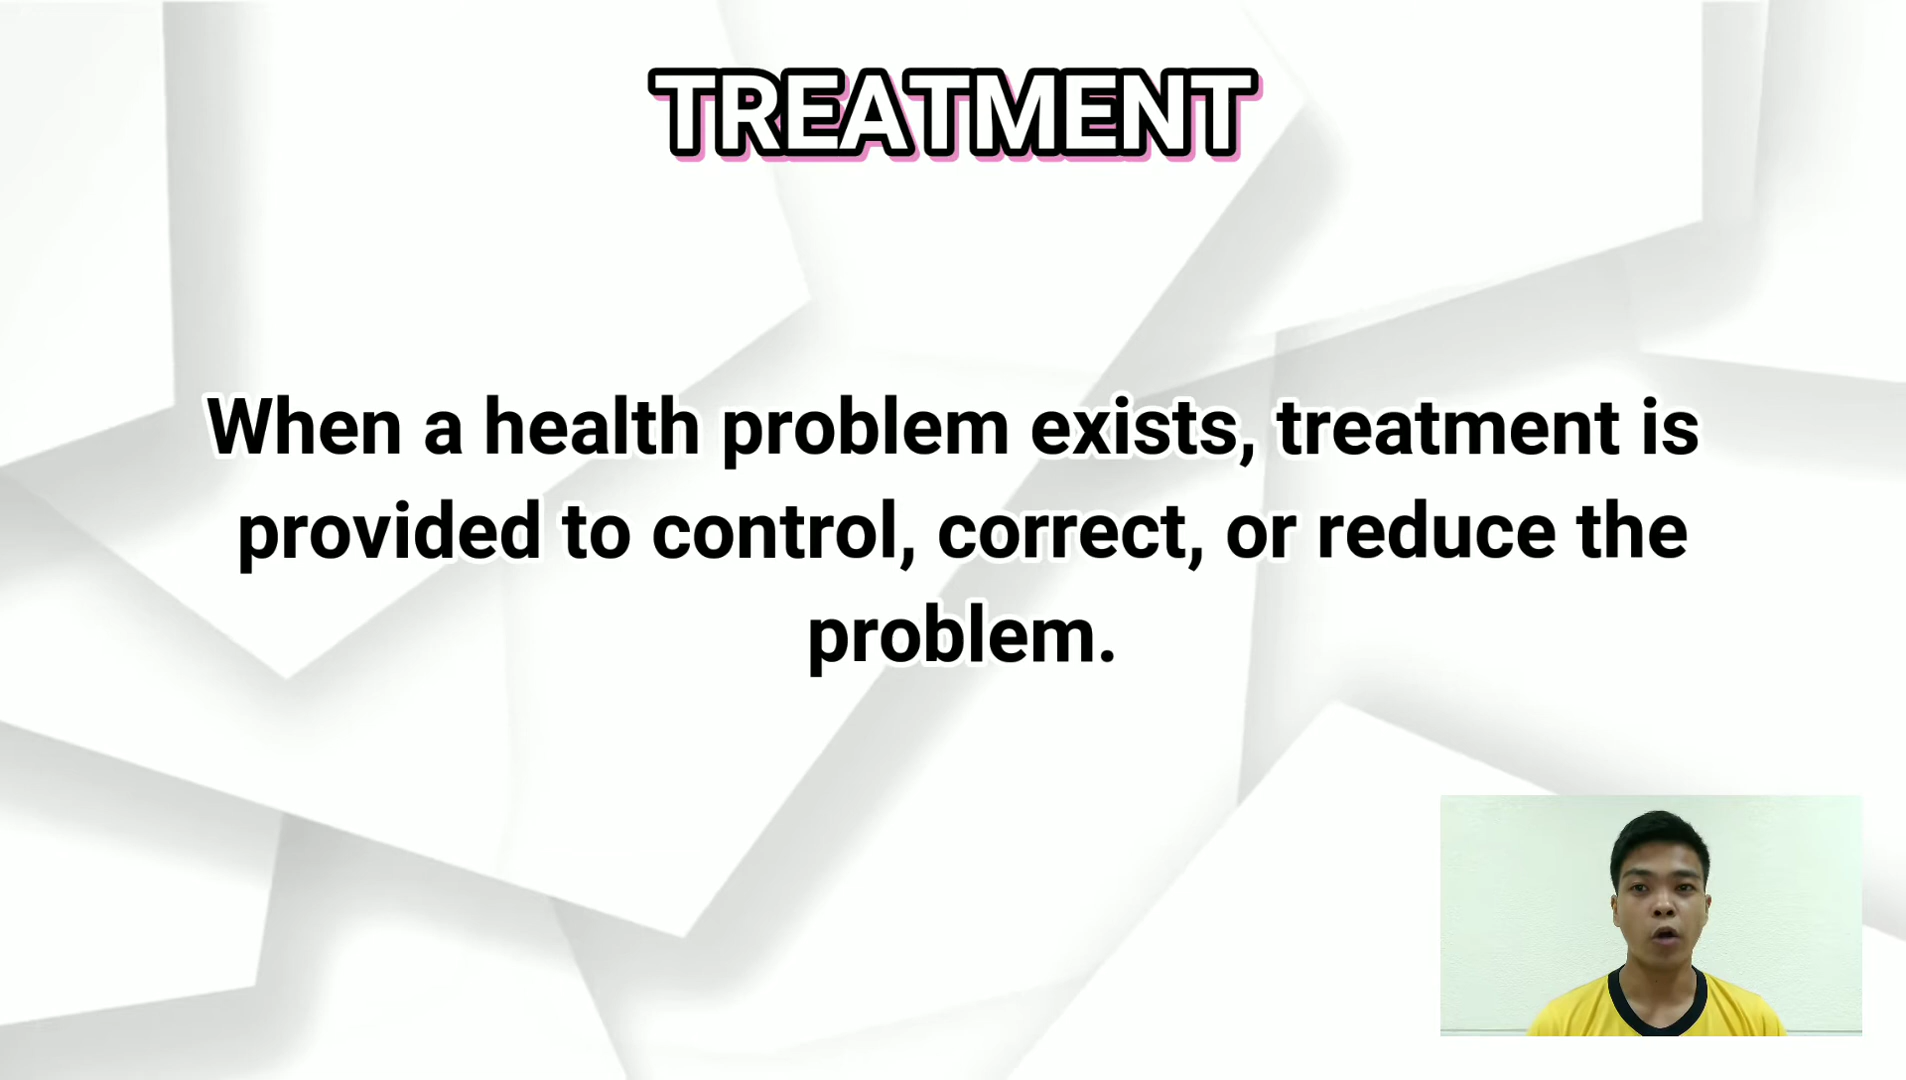 TREATMENT
When a health problem exists, treatment is
provided to control, correct, or reduce the
problem.